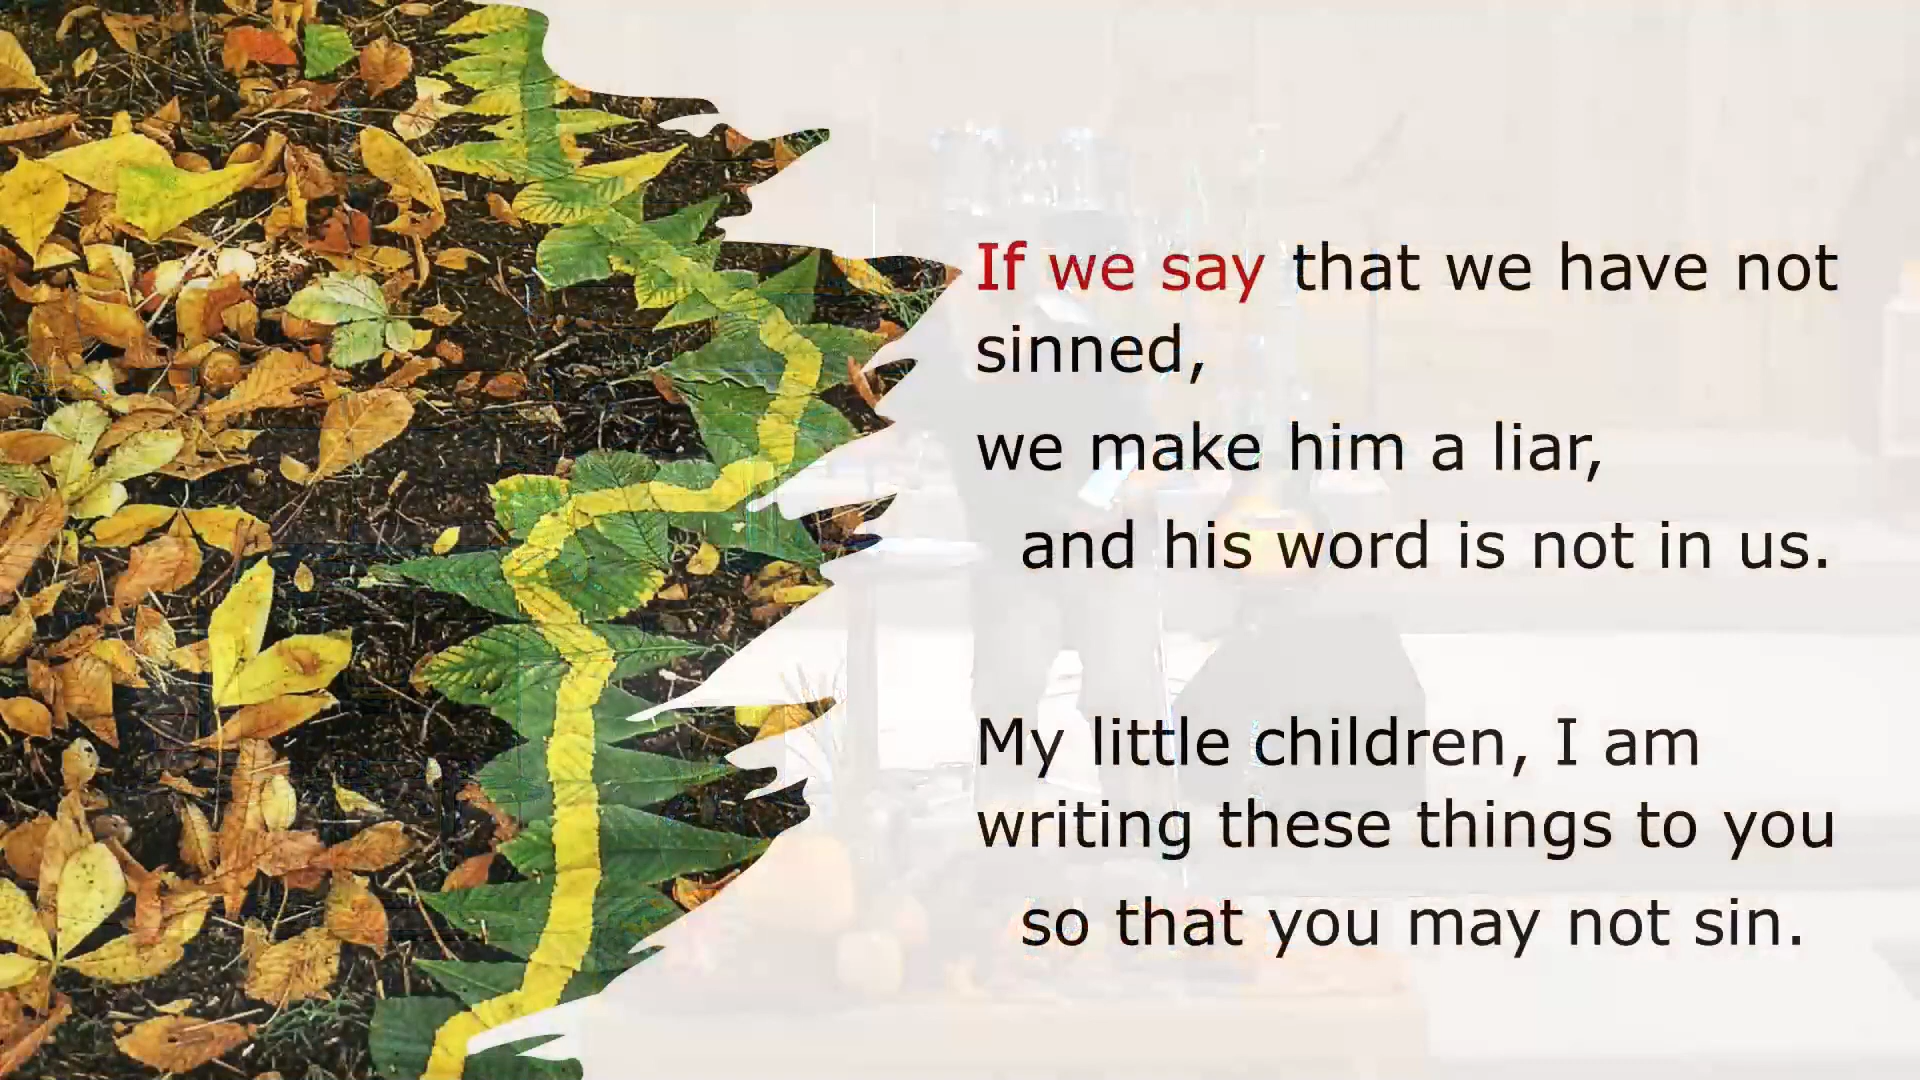 If we say that we have not
sinned,
we make him a liar,
and his word is not in us.
My little children, I am
writing these things to you
so that you may not sin.